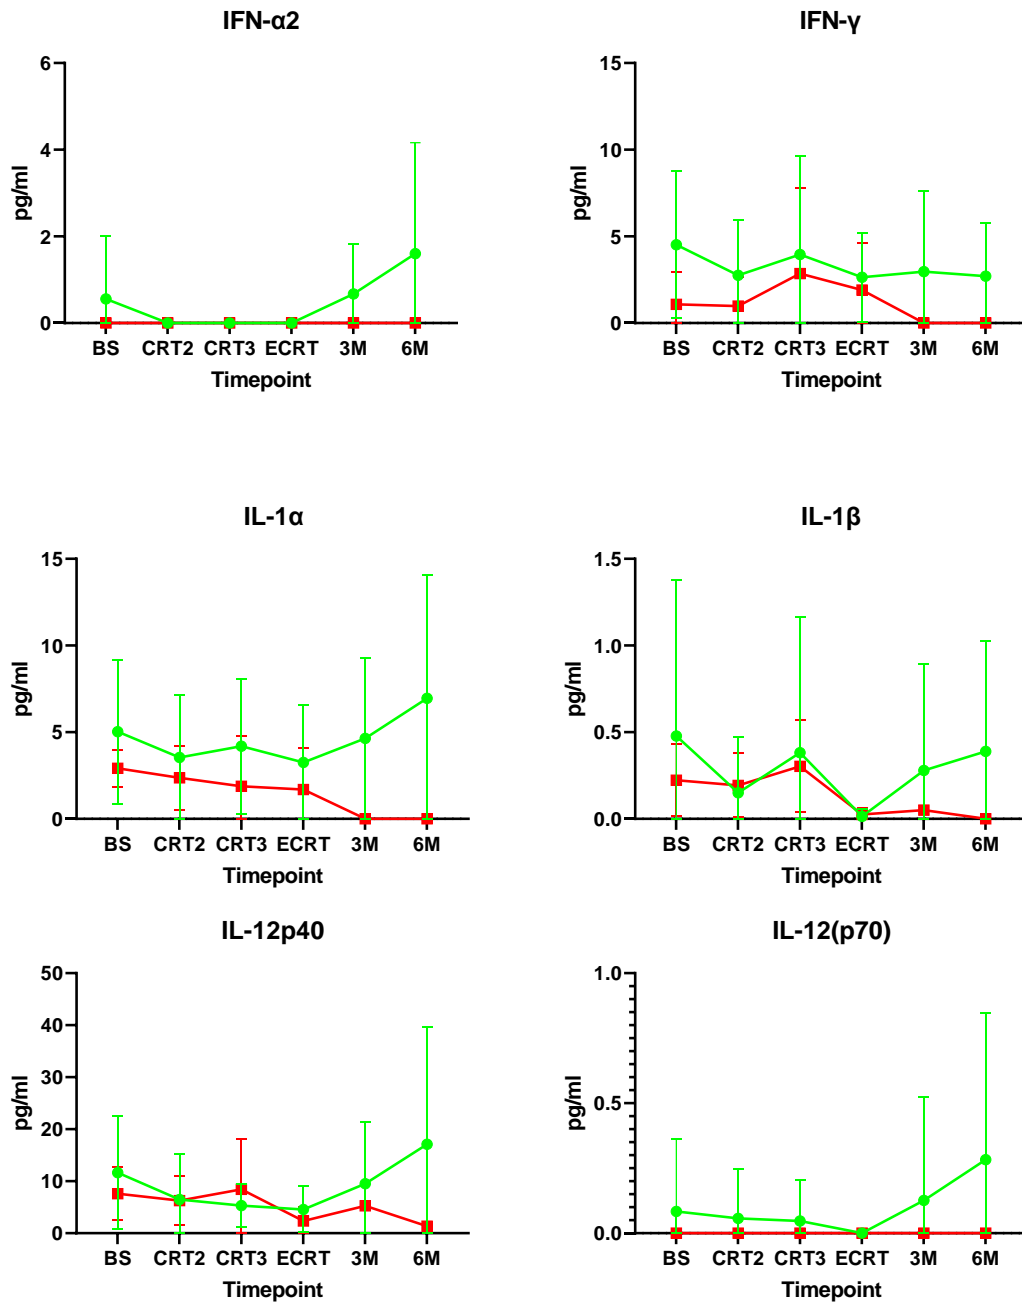 IFN-α2
6
4
2
0
pg/ml
BS CRT2 CRT3 ECRT 3M 6M
Timepoint
IFN-γ
15
10
5
0
pg/ml
BS CRT2 CRT3 ECRT 3M 6M
Timepoint
IL-1α
15
10
5
0
pg/ml
BS CRT2 CRT3 ECRT 3M 6M
Timepoint
IL-1β
1.5
1.0
0.5
0.0
pg/ml
BS CRT2 CRT3 ECRT 3M 6M
Timepoint
IL-12p40
50
40
30
20
10
0
pg/ml
BS CRT2 CRT3 ECRT 3M 6M
Timepoint
IL-12(p70)
1.0
0.5
0.0
pg/ml
BS CRT2 CRT3 ECRT 3M 6M
Timepoint